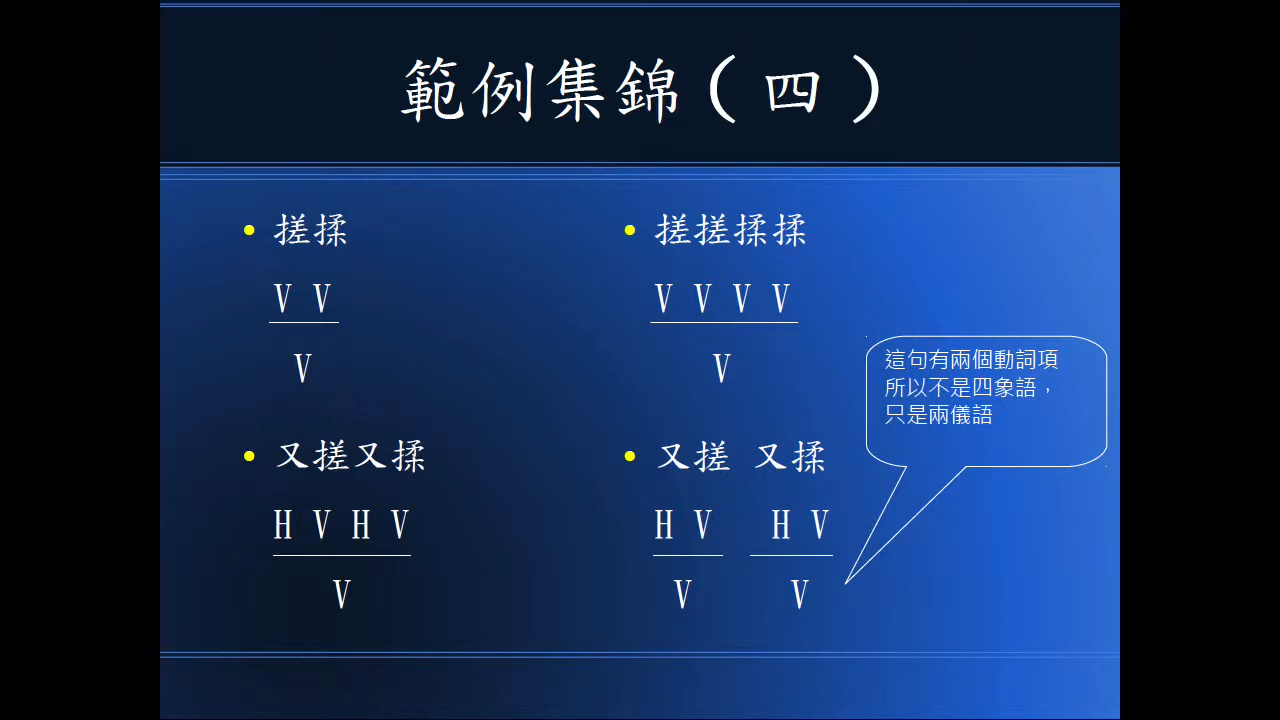 範例集錦（四）
• 搓揉
V V
V
• 又搓又揉
H V H V
V
• 搓搓揉揉
V V V V
V
• 又搓 又揉
H V H V
V V
這句有兩個動詞項
所以不是四象語，
只是兩儀語